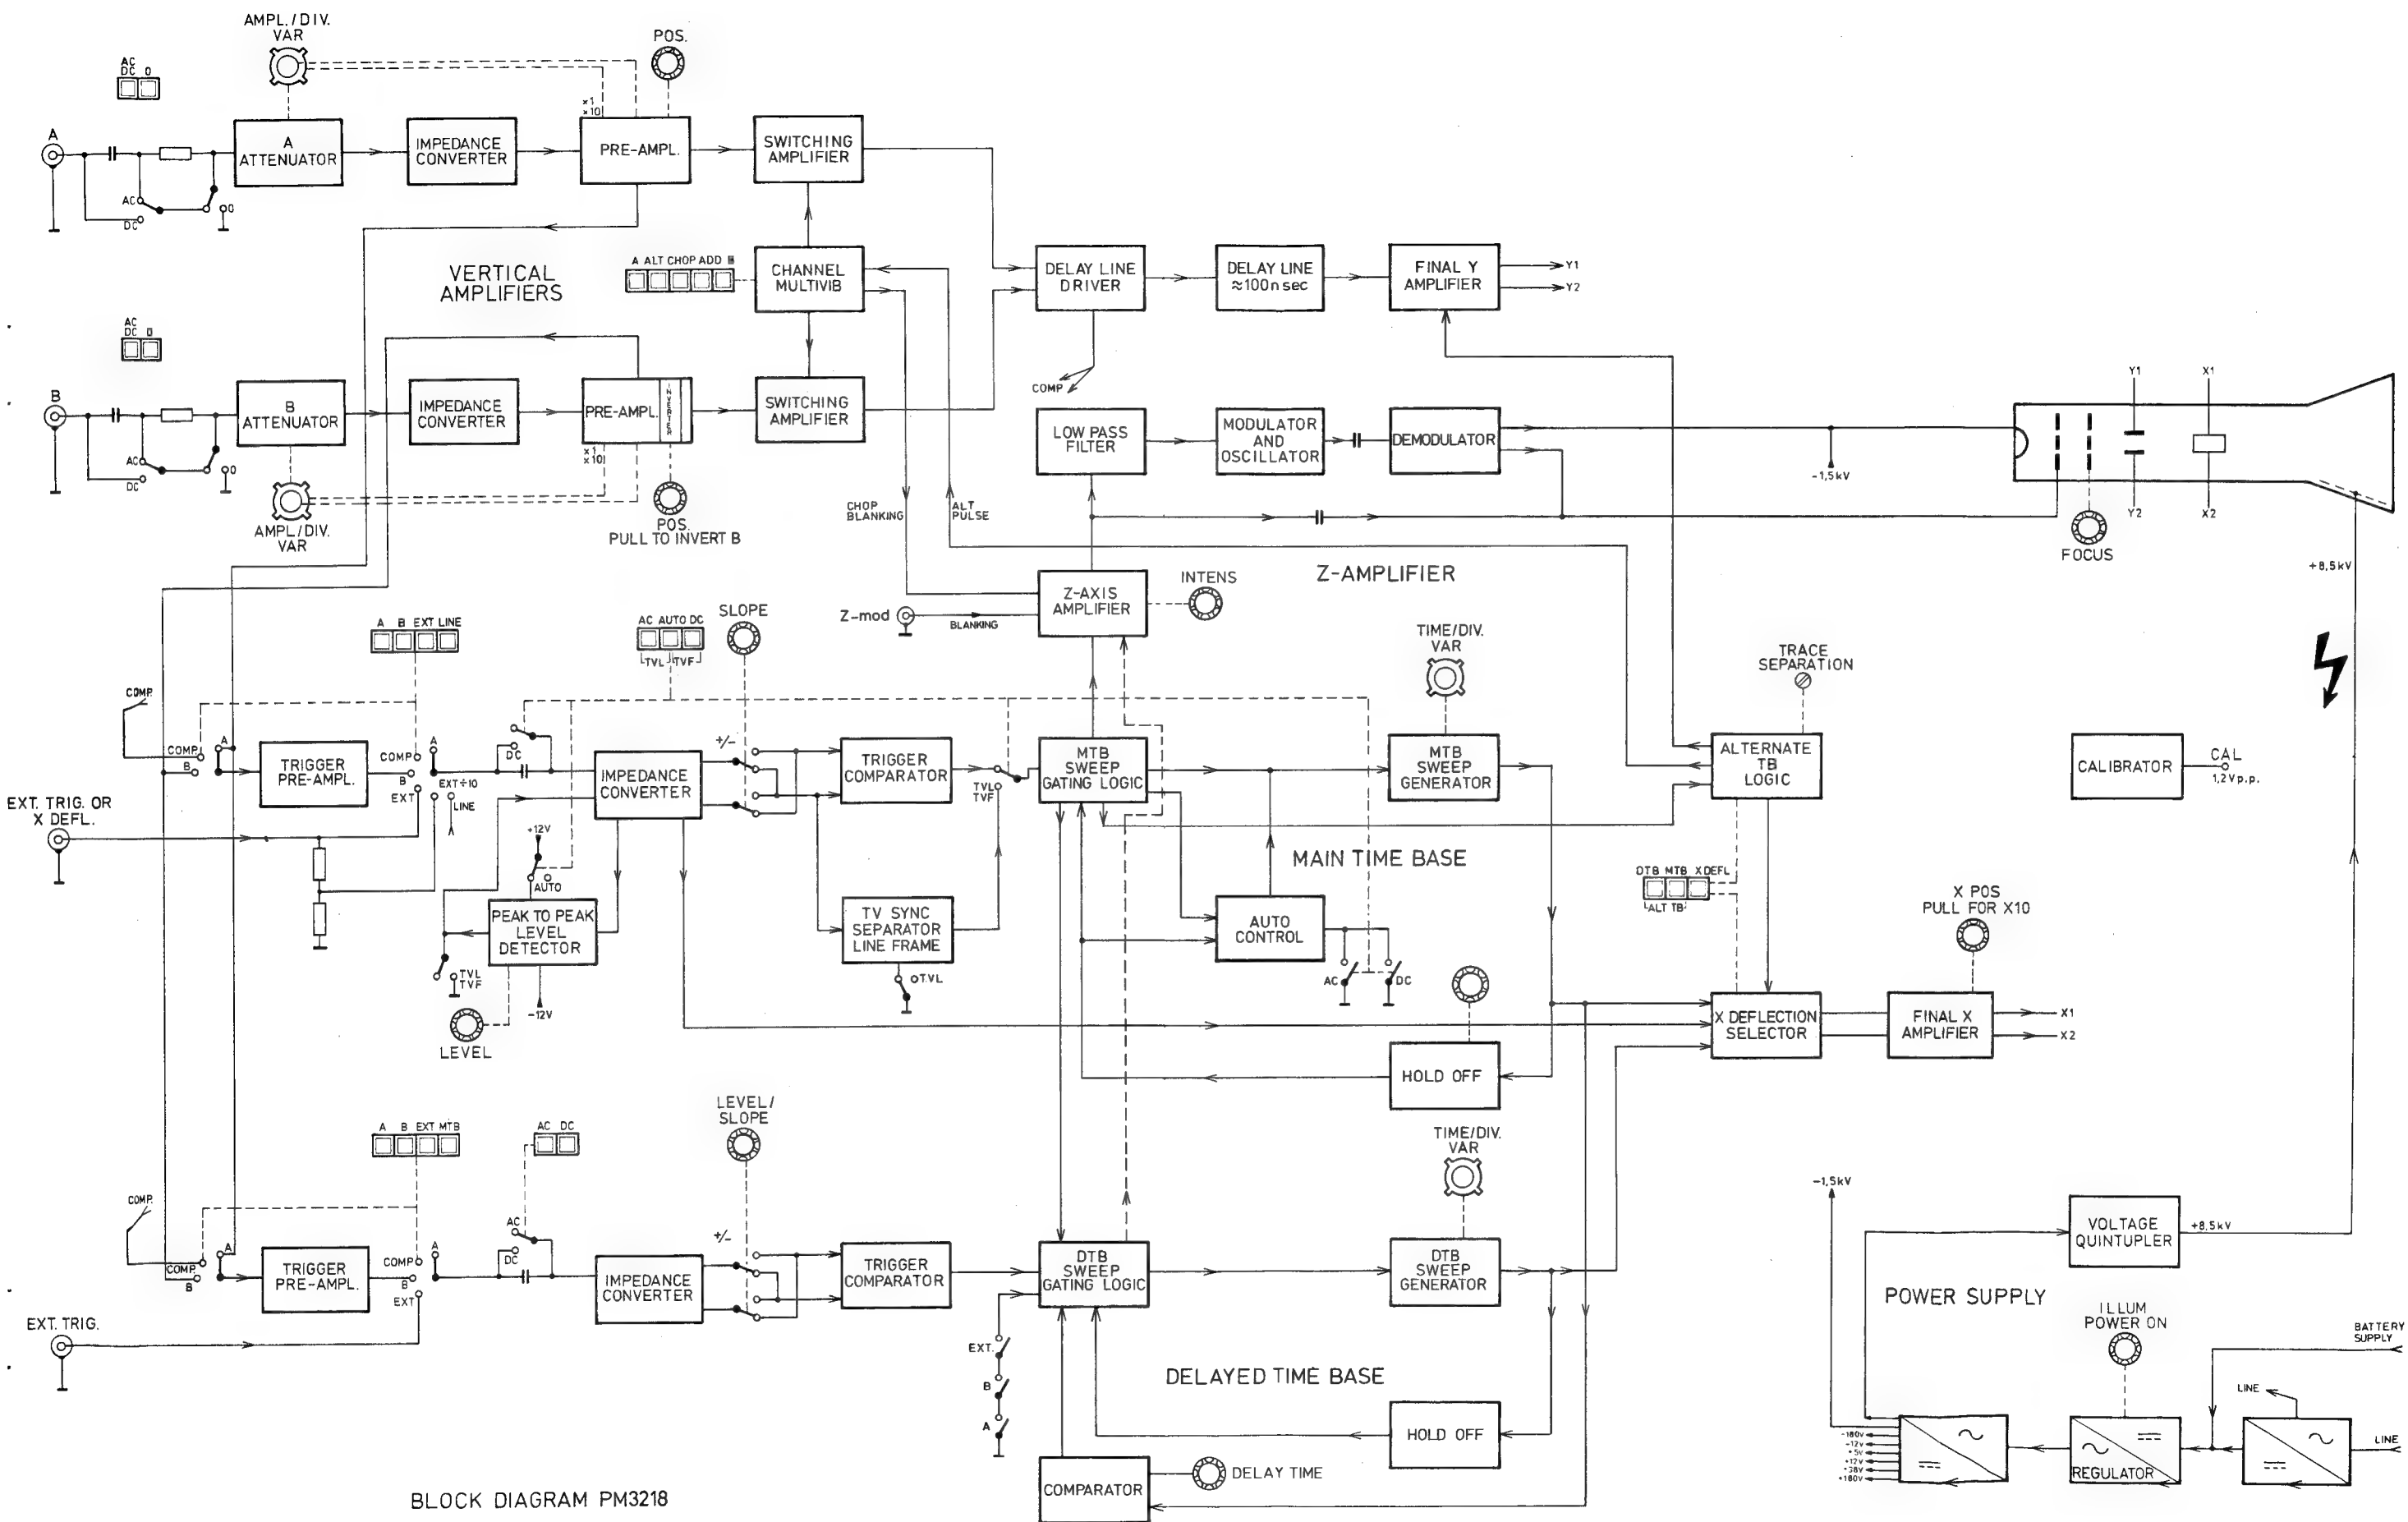 AMPL./DIV.
VAR
POS.
AC
DC 0
x1
x10
A
A
ATTENUATOR
IMPEDANCE
CONVERTER
PRE-AMPL.
SWITCHING
AMPLIFIER
AC
DC
0
VERTICAL
AMPLIFIERS
A ALT CHOP ADD B
CHANNEL
MULTIVIB
DELAY LINE
DRIVER
DELAY LINE
≈100n sec
FINAL Y
AMPLIFIER
Y1
Y2
AC
DC 0
COMP
B
B
ATTENUATOR
IMPEDANCE
CONVERTER
PRE-AMPL.
INVERTER
SWITCHING
AMPLIFIER
LOW PASS
FILTER
MODULATOR
AND
OSCILLATOR
DEMODULATOR
Y1
X1
AC
DC
0
x1
x10
-1,5kV
AMPL/DIV.
VAR
POS.
PULL TO INVERT B
CHOP
BLANKING
ALT
PULSE
Y2
X2
FOCUS
+8,5kV
Z-AMPLIFIER
Z-AXIS
AMPLIFIER
INTENS
Z-mod
BLANKING
A B EXT LINE
AC AUTO DC
TVL TVF
SLOPE
TIME/DIV.
VAR
TRACE
SEPARATION
COMP.
COMP.
B
A
TRIGGER
PRE-AMPL.
COMP.
B
EXT
A
EXT÷10
LINE
DC
IMPEDANCE
CONVERTER
+/-
TRIGGER
COMPARATOR
TVL
TVF
MTB
SWEEP
GATING LOGIC
MTB
SWEEP
GENERATOR
ALTERNATE
TB
LOGIC
CALIBRATOR
CAL
1,2Vp.p.
EXT. TRIG. OR
X DEFL.
+12V
AUTO
MAIN TIME BASE
DTB MTB X DEFL
ALT TB
X POS
PULL FOR X10
PEAK TO PEAK
LEVEL
DETECTOR
TV SYNC
SEPARATOR
LINE FRAME
AUTO
CONTROL
TVL
TVF
TVL
AC
DC
-12V
LEVEL
X DEFLECTION
SELECTOR
FINAL X
AMPLIFIER
X1
X2
HOLD OFF
A B EXT MTB
AC DC
LEVEL/
SLOPE
TIME/DIV.
VAR
COMP.
COMP.
B
A
TRIGGER
PRE-AMPL.
COMP
B
EXT
A
AC
DC
IMPEDANCE
CONVERTER
+/-
TRIGGER
COMPARATOR
DTB
SWEEP
GATING LOGIC
DTB
SWEEP
GENERATOR
-1,5kV
VOLTAGE
QUINTUPLER
+8,5kV
POWER SUPPLY
ILLUM
POWER ON
BATTERY
SUPPLY
EXT. TRIG.
EXT.
B
A
DELAYED TIME BASE
HOLD OFF
LINE
LINE
-180V
-12V
+5V
+12V
+38V
+180V
REGULATOR
COMPARATOR
DELAY TIME
BLOCK DIAGRAM PM3218